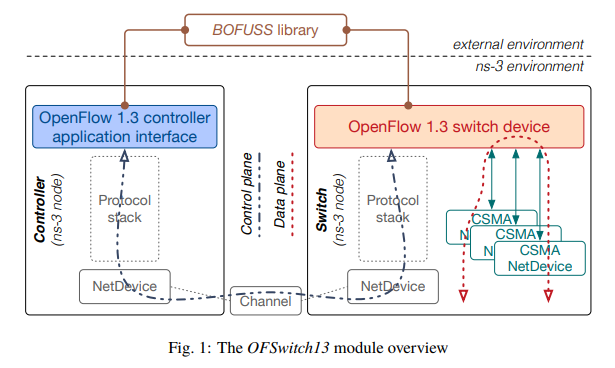 BOFUSS library
external environment
ns-3 environment
OpenFlow 1.3 controller
application interface
OpenFlow 1.3 switch device
Controller
(ns-3 node)
Protocol
stack
Control plane
Data plane
Switch
(ns-3 node)
Protocol
stack
CSMA
N
CSMA
N
CSMA
NetDevice
NetDevice
Channel
NetDevice
Fig. 1: The OFSwitch13 module overview